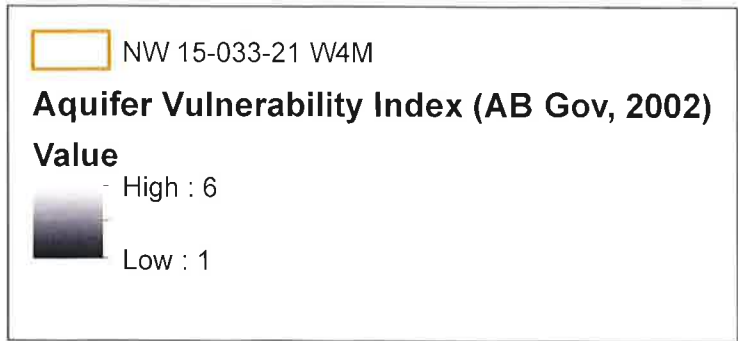 NW 15-033-21 W4M
Aquifer Vulnerability Index (AB Gov, 2002)
Value
High : 6
Low : 1